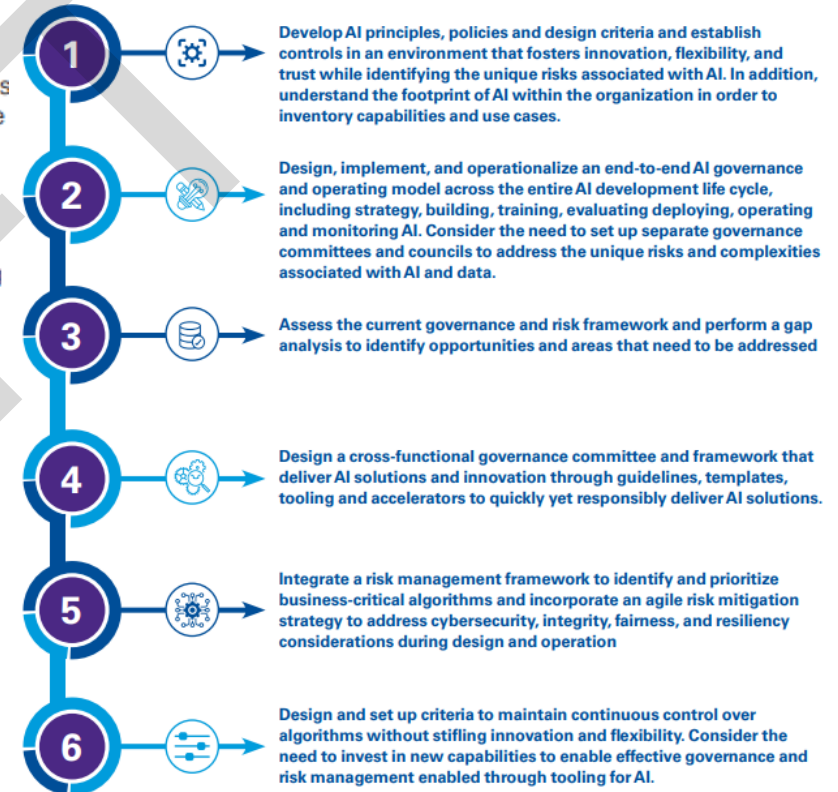 1
Develop AI principles, policies and design criteria and establish
controls in an environment that fosters innovation, flexibility, and
trust while identifying the unique risks associated with AI. In addition,
understand the footprint of AI within the organization in order to
inventory capabilities and use cases.
2
Design, implement, and operationalize an end-to-end AI governance
and operating model across the entire AI development life cycle,
including strategy, building, training, evaluating deploying, operating
and monitoring AI. Consider the need to set up separate governance
committees and councils to address the unique risks and complexities
associated with AI and data.
3
Assess the current governance and risk framework and perform a gap
analysis to identify opportunities and areas that need to be addressed
4
Design a cross-functional governance committee and framework that
deliver AI solutions and innovation through guidelines, templates,
tooling and accelerators to quickly yet responsibly deliver AI solutions.
5
Integrate a risk management framework to identify and prioritize
business-critical algorithms and incorporate an agile risk mitigation
strategy to address cybersecurity, integrity, fairness, and resiliency
considerations during design and operation
6
Design and set up criteria to maintain continuous control over
algorithms without stifling innovation and flexibility. Consider the
need to invest in new capabilities to enable effective governance and
risk management enabled through tooling for AI.